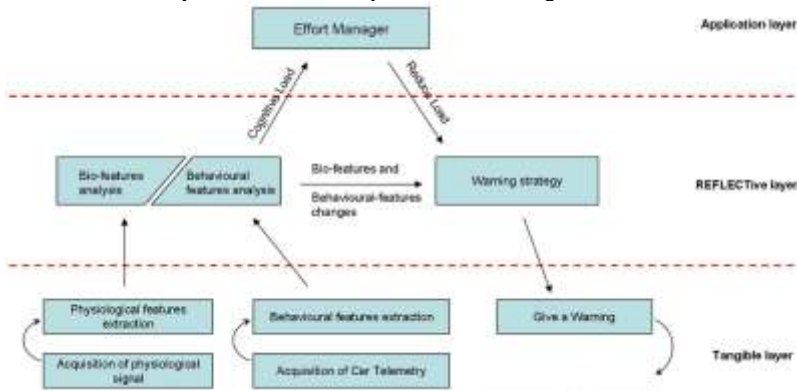 Effort Manager
Application layer
Cognitive Load
Reduce Load
Bio-features
analysis
Behavioural
features analysis
Bio-features and
Behavioural-features
changes
Warning strategy
REFLECTive layer
Physiological features
extraction
Behavioural features extraction
Give a Warning
Acquisition of physiological
signal
Acquisition of Car Telemetry
Tangible layer